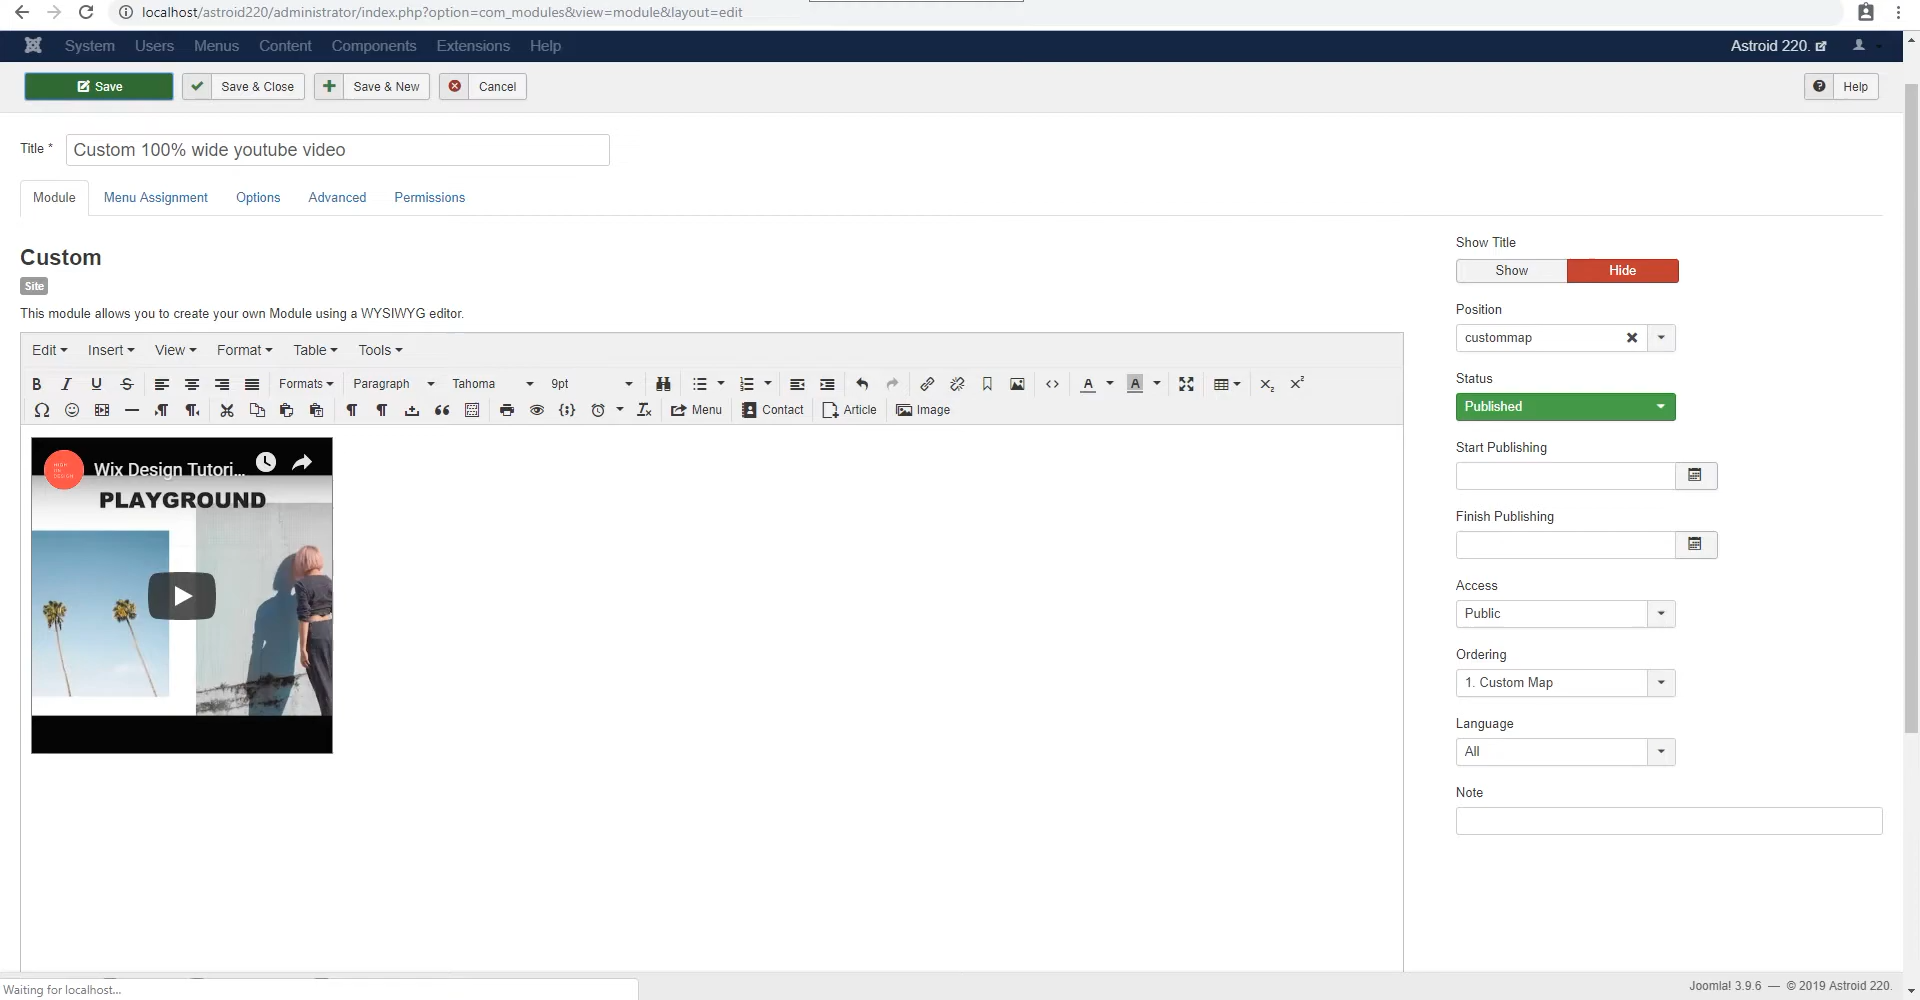 localhost/astroid220/administrator/index.php?option=com_modules&view=module&layout=edit
System Users Menus Content Components Extensions Help Astroid 220.
Save Save & Close Save & New Cancel Help
Title * Custom 100% wide youtube video
Module Menu Assignment Options Advanced Permissions
Custom
Site
This module allows you to create your own Module using a WYSIWYG editor.
Edit Insert View Format Table Tools
B I U S Formats Paragraph Tahoma 9pt A A X₂ X²
Menu Contact Article Image
HIGH ON DESIGN
Wix Design Tutori...
PLAYGROUND
Show Title
Show Hide
Position
custommap
Status
Published
Start Publishing
Finish Publishing
Access
Public
Ordering
1. Custom Map
Language
All
Note
Waiting for localhost...
Joomla! 3.9.6 — © 2019 Astroid 220.